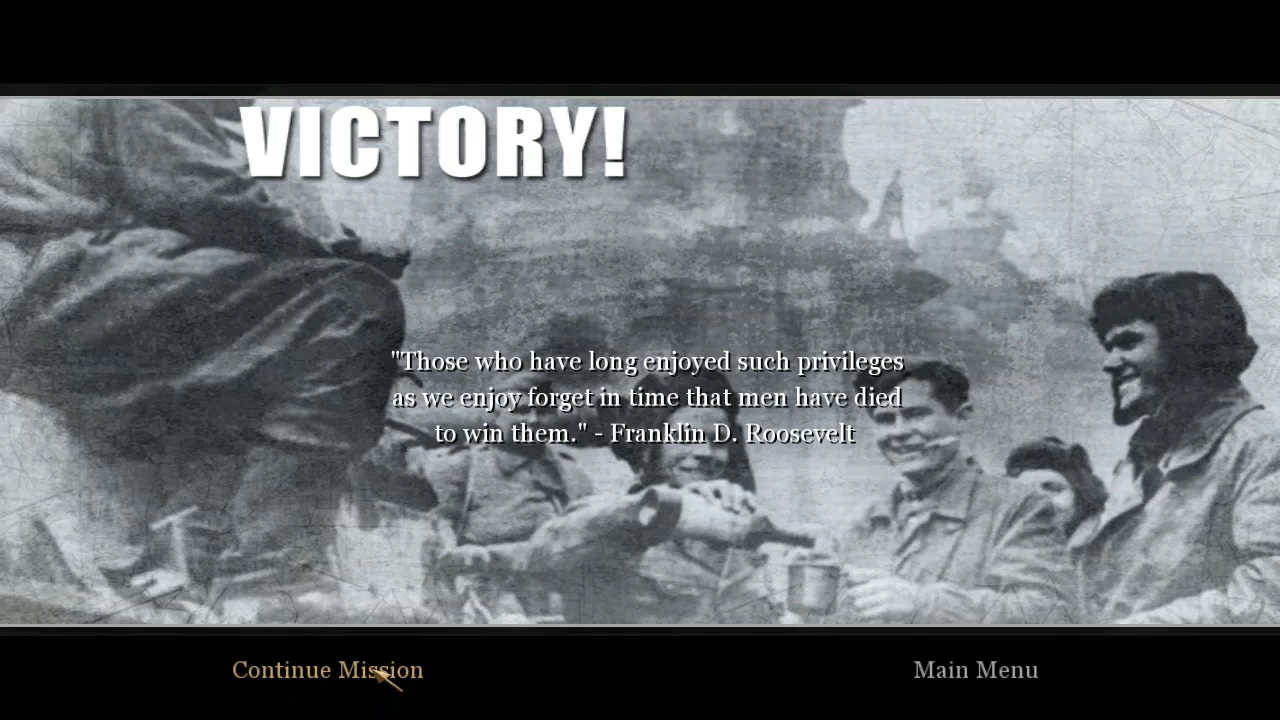 VICTORY!
"Those who have long enjoyed such privileges
as we enjoy forget in time that men have died
to win them." - Franklin D. Roosevelt
Continue Mission
Main Menu